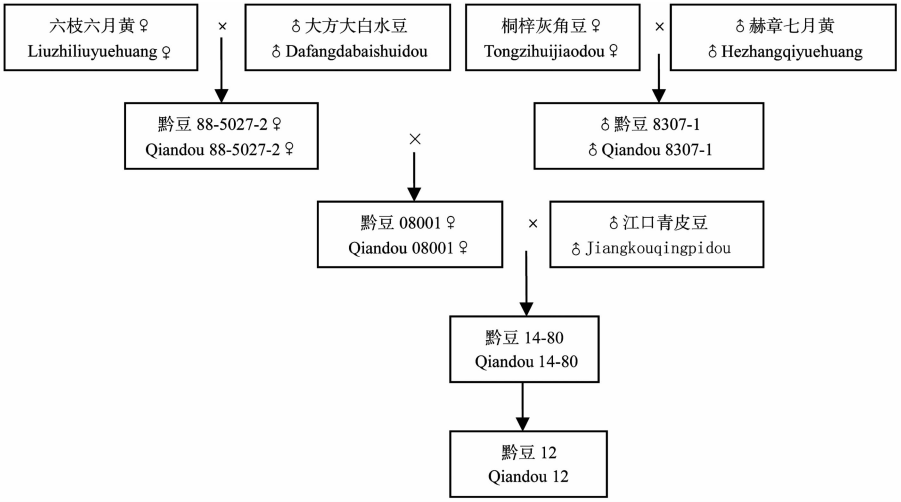 六枝六月黄♀
Liuzhiliuyuehuang♀
×
♂大方大白水豆
♂Dafangdabaishuidou
桐梓灰角豆♀
Tongzihuijiaodou♀
×
♂赫章七月黄
♂Hezhangqiyuehuang
黔豆 88-5027-2♀
Qiandou 88-5027-2♀
×
♂黔豆 8307-1
♂Qiandou 8307-1
黔豆 08001♀
Qiandou 08001♀
×
♂江口青皮豆
♂Jiangkouqingpidou
黔豆 14-80
Qiandou 14-80
黔豆 12
Qiandou 12